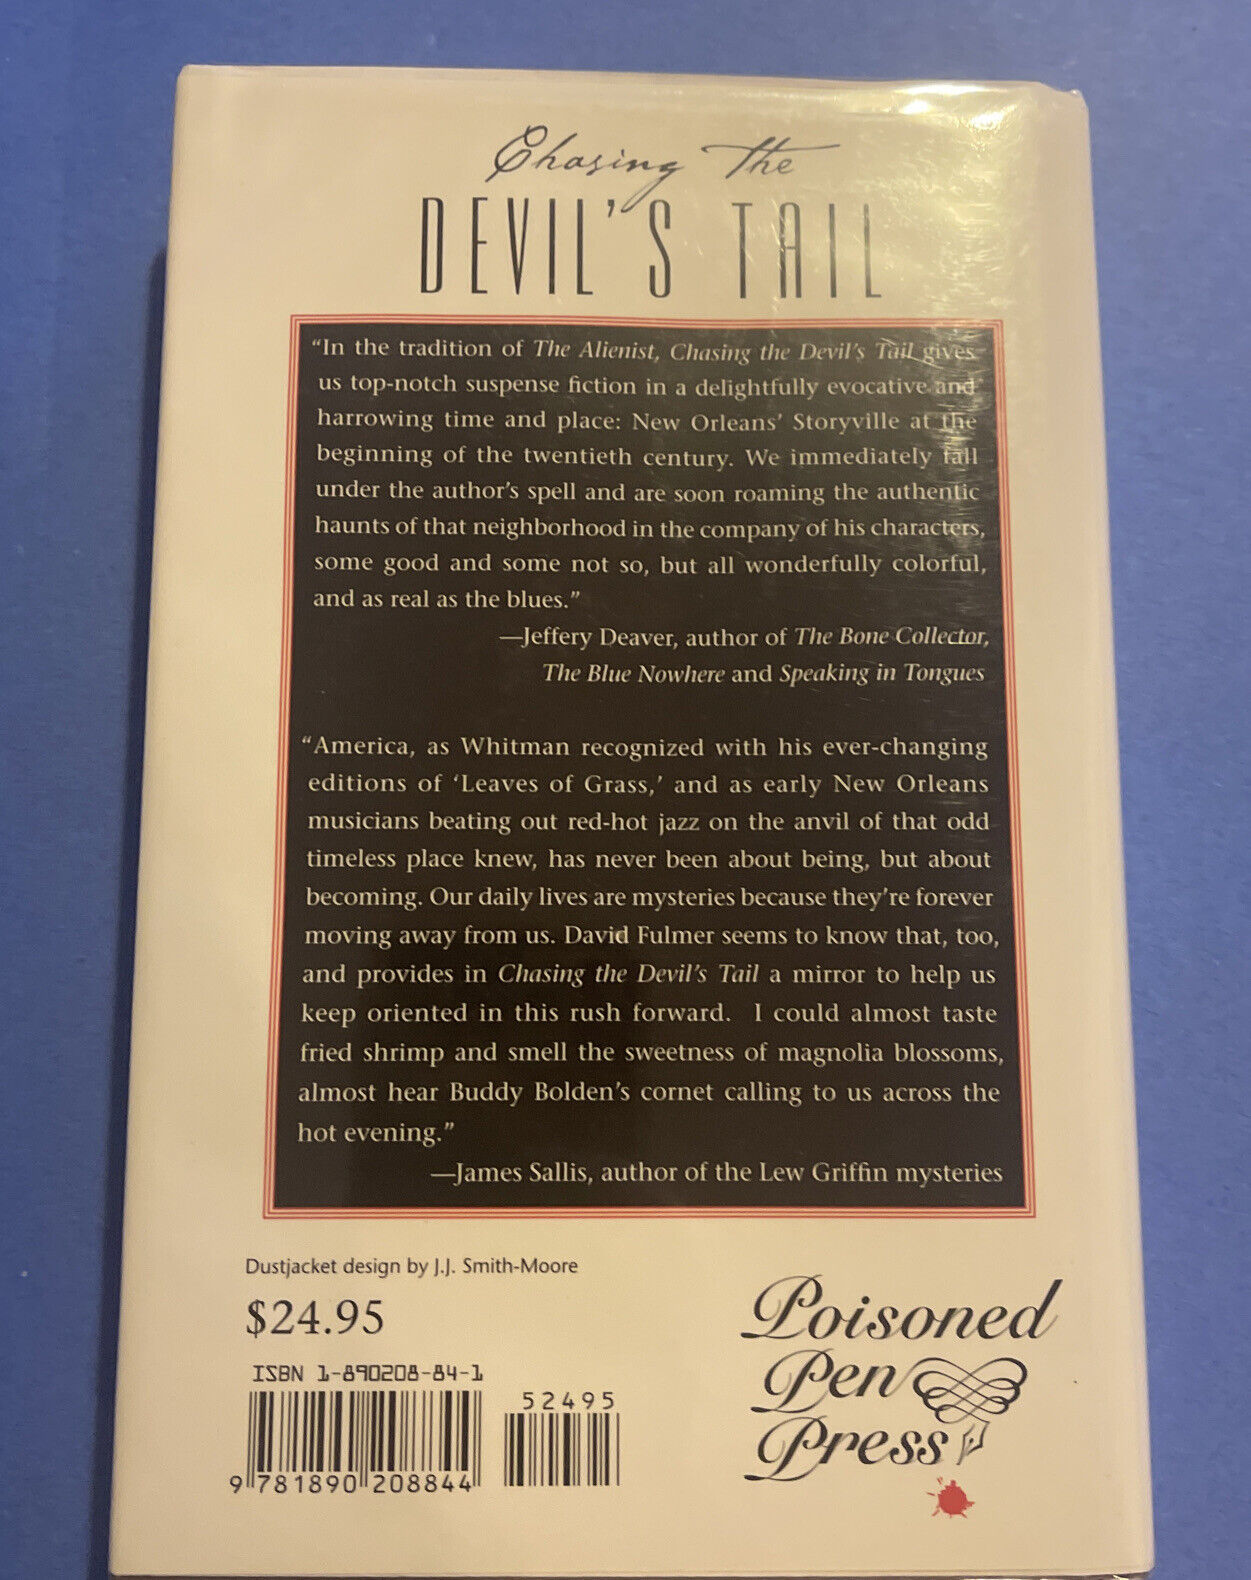 Chasing The
DEVIL'S TAIL
“In the tradition of The Alienist, Chasing the Devil's Tail gives
us top-notch suspense fiction in a delightfully evocative and
harrowing time and place: New Orleans’ Storyville at the
beginning of the twentieth century. We immediately fall
under the author's spell and are soon roaming the authentic
haunts of that neighborhood in the company of his characters,
some good and some not so, but all wonderfully colorful,
and as real as the blues.”
—Jeffery Deaver, author of The Bone Collector,
The Blue Nowhere and Speaking in Tongues
“America, as Whitman recognized with his ever-changing
editions of ‘Leaves of Grass,’ and as early New Orleans
musicians beating out red-hot jazz on the anvil of that odd
timeless place knew, has never been about being, but about
becoming. Our daily lives are mysteries because they're forever
moving away from us. David Fulmer seems to know that, too,
and provides in Chasing the Devil's Tail a mirror to help us
keep oriented in this rush forward. I could almost taste
fried shrimp and smell the sweetness of magnolia blossoms,
almost hear Buddy Bolden's cornet calling to us across the
hot evening.”
—James Sallis, author of the Lew Griffin mysteries
Dustjacket design by J.J. Smith-Moore
$24.95
ISBN 1-890208-84-1
52495
9 781890 208844
Poisoned
Pen
Press